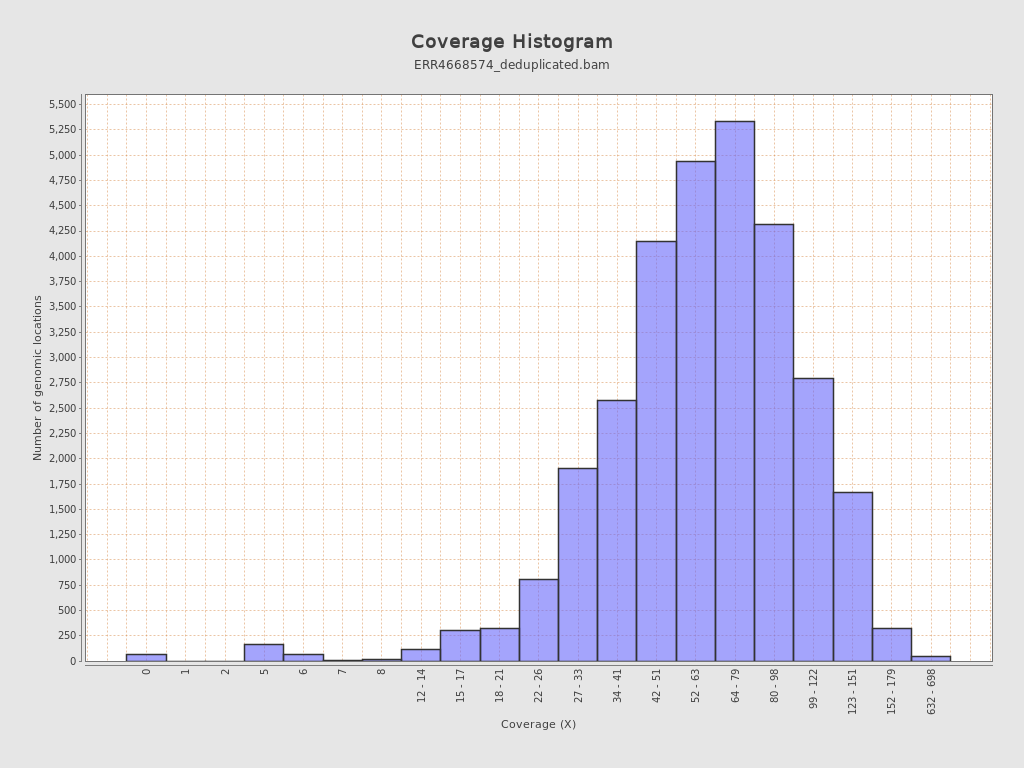 Coverage Histogram
ERR4668574_deduplicated.bam
Number of genomic locations
5,500
5,250
5,000
4,750
4,500
4,250
4,000
3,750
3,500
3,250
3,000
2,750
2,500
2,250
2,000
1,750
1,500
1,250
1,000
750
500
250
0
0
1
2
5
6
7
8
12 - 14
15 - 17
18 - 21
22 - 26
27 - 33
34 - 41
42 - 51
52 - 63
64 - 79
80 - 98
99 - 122
123 - 151
152 - 179
632 - 698
Coverage (X)